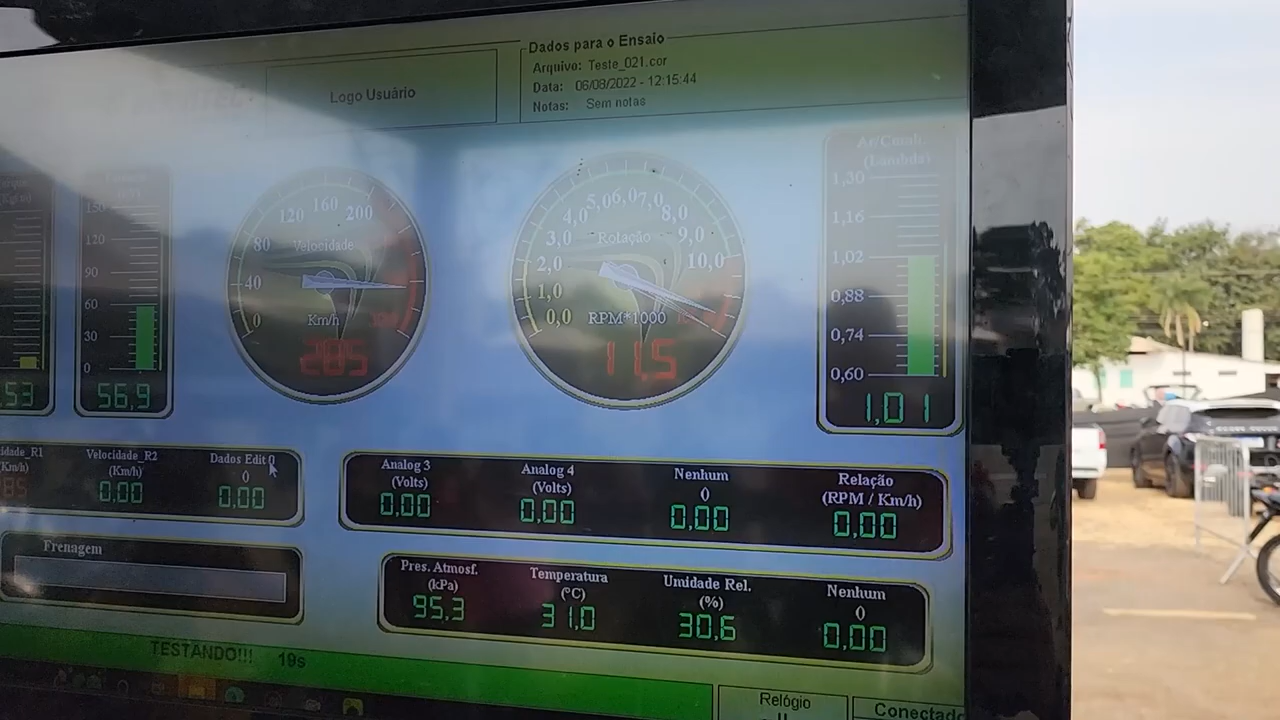 Dados para o Ensaio
Arquivo: Teste_021.cor
Data: 06/08/2022 - 12:15:44
Notas: Sem notas
Logo Usuário
120
90
60
30
0
56,9
0
40
80
120
160
200
Velocidade
Km/h
285
0,0
1,0
2,0
3,0
4,0
5,0
6,0
7,0
8,0
9,0
10,0
Rotação
RPM*1000
11,5
Ar/Comb.
(Lambda)
1,30
1,16
1,02
0,88
0,74
0,60
1,01
Velocidade_R2
(Km/h)
0,00
Dados Edit 0
()
0,00
Analog 3
(Volts)
0,00
Analog 4
(Volts)
0,00
Nenhum
()
0,00
Relação
(RPM / Km/h)
0,00
Frenagem
Pres. Atmosf.
(kPa)
95,3
Temperatura
(ºC)
31,0
Umidade Rel.
(%)
30,6
Nenhum
()
0,00
TESTANDO!!! 19s
Relógio
Conectado